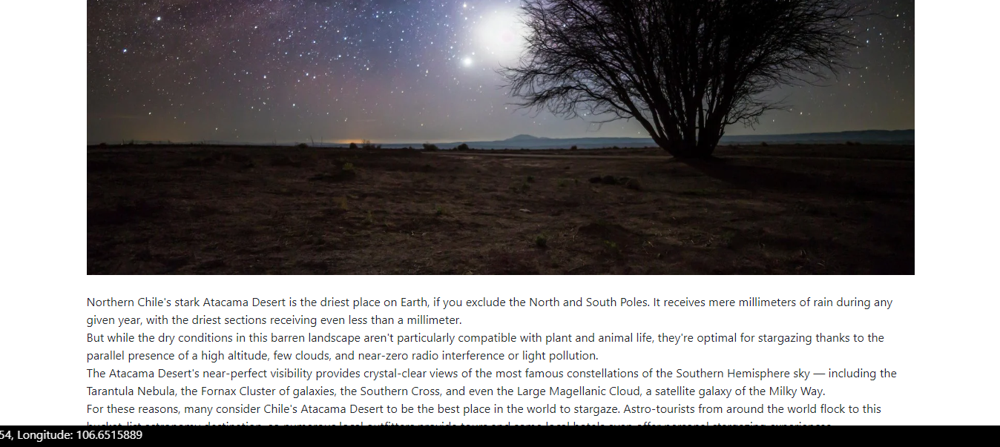 Northern Chile's stark Atacama Desert is the driest place on Earth, if you exclude the North and South Poles. It receives mere millimeters of rain during any
given year, with the driest sections receiving even less than a millimeter.
But while the dry conditions in this barren landscape aren't particularly compatible with plant and animal life, they're optimal for stargazing thanks to the
parallel presence of a high altitude, few clouds, and near-zero radio interference or light pollution.
The Atacama Desert's near-perfect visibility provides crystal-clear views of the most famous constellations of the Southern Hemisphere sky — including the
Tarantula Nebula, the Fornax Cluster of galaxies, the Southern Cross, and even the Large Magellanic Cloud, a satellite galaxy of the Milky Way.
For these reasons, many consider Chile's Atacama Desert to be the best place in the world to stargaze. Astro-tourists from around the world flock to this
54, Longitude: 106.6515889